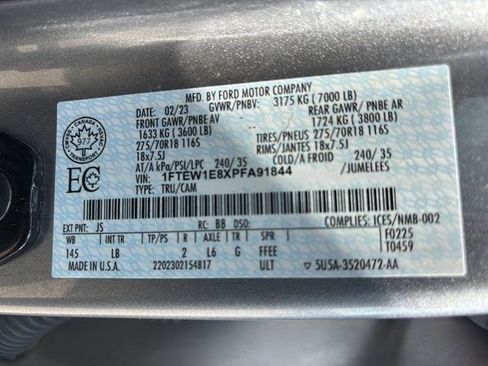 MFD. BY FORD MOTOR COMPANY
02/23 GVWR/PNBV: 3175 KG (7000 LB)
FRONT GAWR/PNBE AV REAR GAWR/ PNBE AR
1633 KG (3600 LB) 1724 KG (3800 LB)
275/70R18 116S TIRES/PNEUS 275/70R18 116S
18x7.5J RIMS/JANTES 18x7.5J
AT/A kPa/PSI/LPC 240/35 COLD/A FROID 240/35
VIN: 1FTEW1E8XPFA91844 /JUMELEES
TYPE: TRU/CAM
CANADA
977
TRANSPORT
EXT PNT: JS RC: BB DSO: COMPLIES: ICES/NMB-002
WB INT TR TP/PS R AXLE TR SPR F0225
145 LB 2 L6 G FFEE T0459
MADE IN U.S.A. 2202302154817 ULT 5U5A-3520472-AA